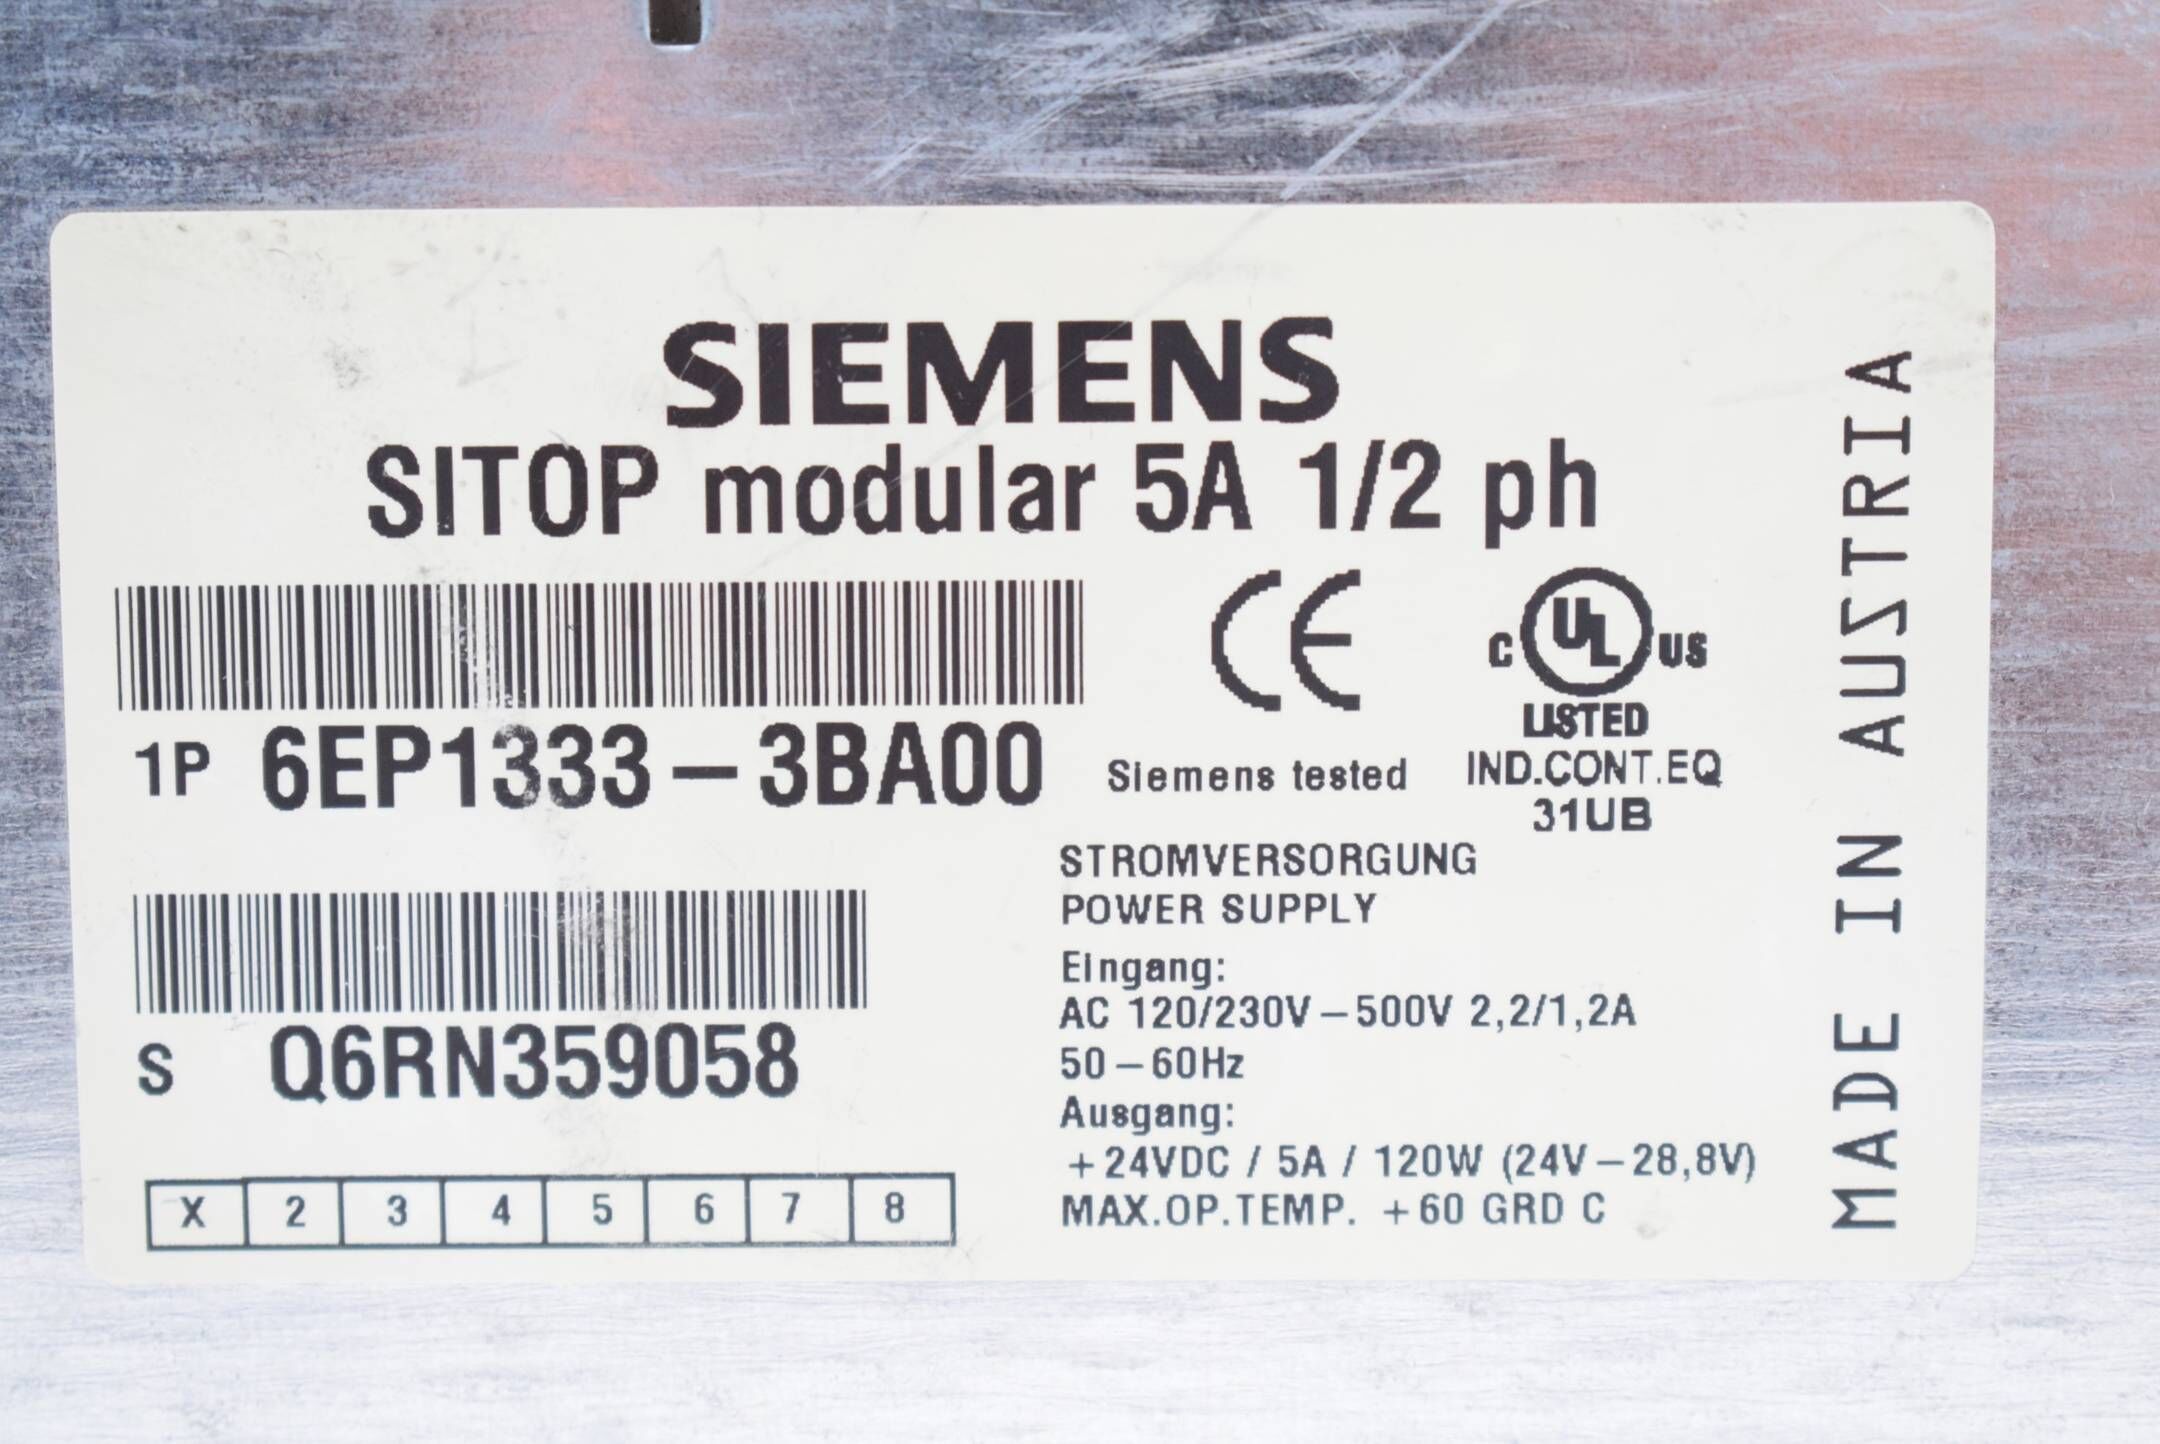 SIEMENS
SITOP modular 5A 1/2 ph
1P 6EP1333-3BA00
CE
Siemens tested
C UL US
LISTED
IND.CONT.EQ
31UB
S Q6RN359058
X 2 3 4 5 6 7 8
STROMVERSORGUNG
POWER SUPPLY
Eingang:
AC 120/230V-500V 2,2/1,2A
50-60Hz
Ausgang:
+24VDC / 5A / 120W (24V-28,8V)
MAX.OP.TEMP. +60 GRD C
MADE IN AUSTRIA